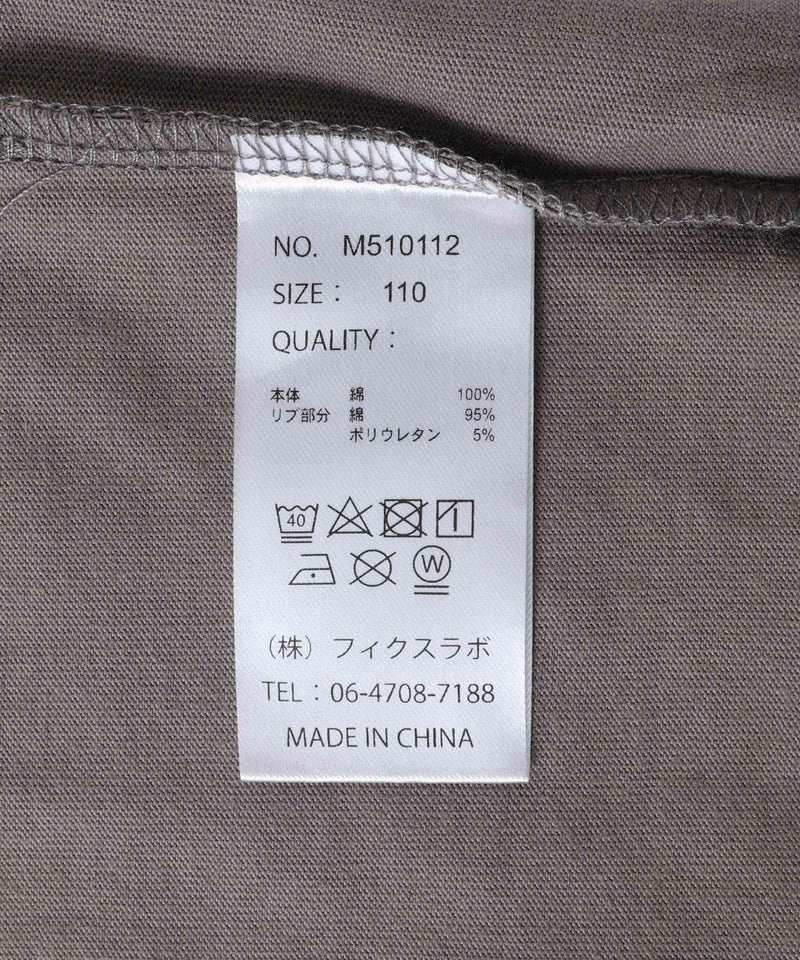 NO. M510112
SIZE : 110
QUALITY :
本体 綿 100%
リブ部分 綿 95%
ポリウレタン 5%
40
W
(株) フィクスラボ
TEL : 06-4708-7188
MADE IN CHINA